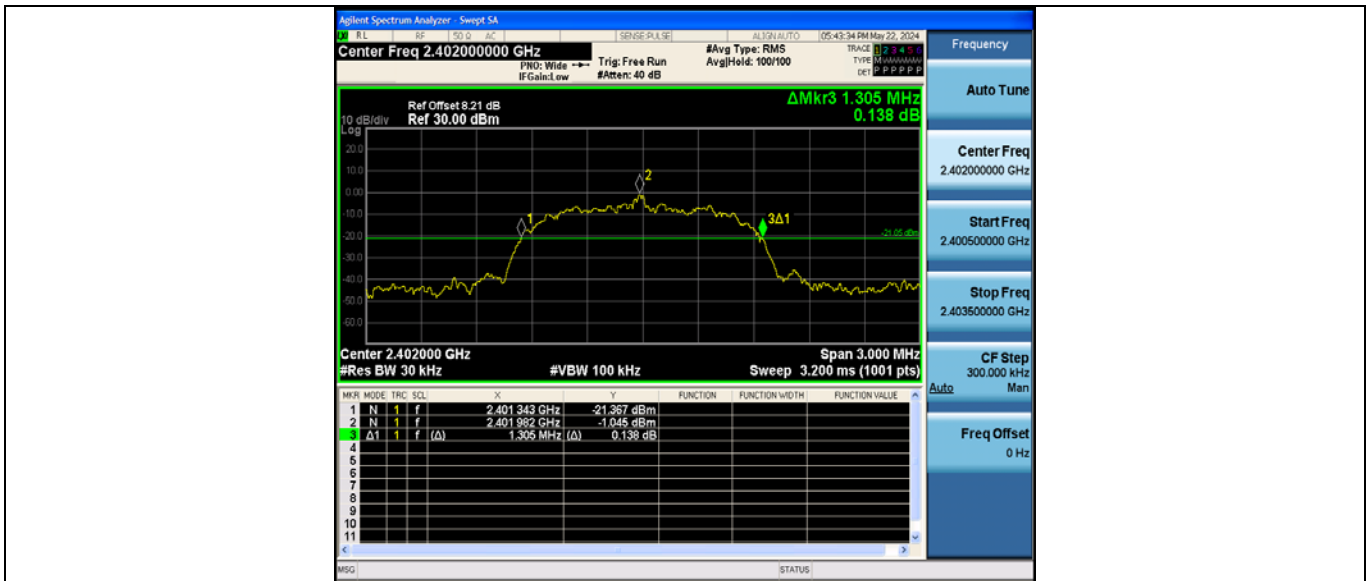 Agilent Spectrum Analyzer - Swept SA
RL RF 50 Ω AC SENSE:PULSE ALIGN AUTO 05:43:34 PM May 22, 2024
Center Freq 2.402000000 GHz
PNO: Wide
IFGain:Low
Trig: Free Run
#Atten: 40 dB
#Avg Type: RMS
Avg|Hold: 100/100
TRACE 1 2 3 4 5 6
TYPE M
DET P P P P P P
ΔMkr3 1.305 MHz
0.138 dB
Ref Offset 8.21 dB
10 dB/div Ref 30.00 dBm
Log
20.0
10.0
0.00
-10.0
-20.0
-30.0
-40.0
-50.0
-60.0
1
2
3Δ1
-21.05 dBm
Center 2.402000 GHz Span 3.000 MHz
#Res BW 30 kHz #VBW 100 kHz Sweep 3.200 ms (1001 pts)
MKR MODE TRC SCL X Y FUNCTION FUNCTION WIDTH FUNCTION VALUE
1 N 1 f 2.401 343 GHz -21.367 dBm
2 N 1 f 2.401 982 GHz -1.045 dBm
3 Δ1 1 f (Δ) 1.305 MHz (Δ) 0.138 dB
4
5
6
7
8
9
10
11
MSG STATUS
Frequency
Auto Tune
Center Freq
2.402000000 GHz
Start Freq
2.400500000 GHz
Stop Freq
2.403500000 GHz
CF Step
300.000 kHz
Auto Man
Freq Offset
0 Hz